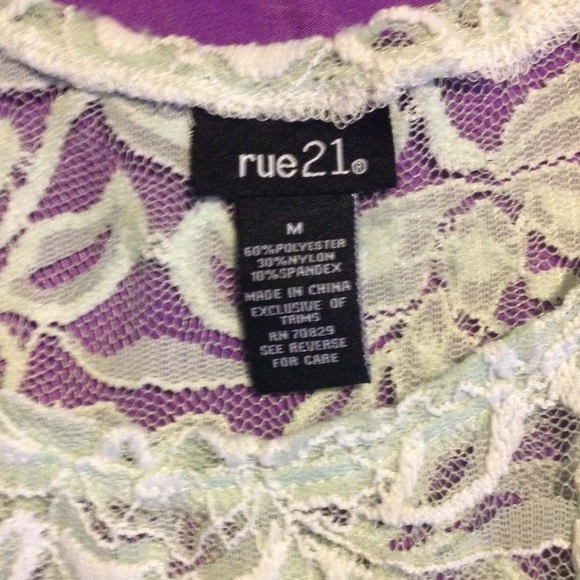 rue21®
M
60%POLYESTER
30%NYLON
10%SPANDEX
MADE IN CHINA
EXCLUSIVE OF
TRIMS
RN 70829
SEE REVERSE
FOR CARE